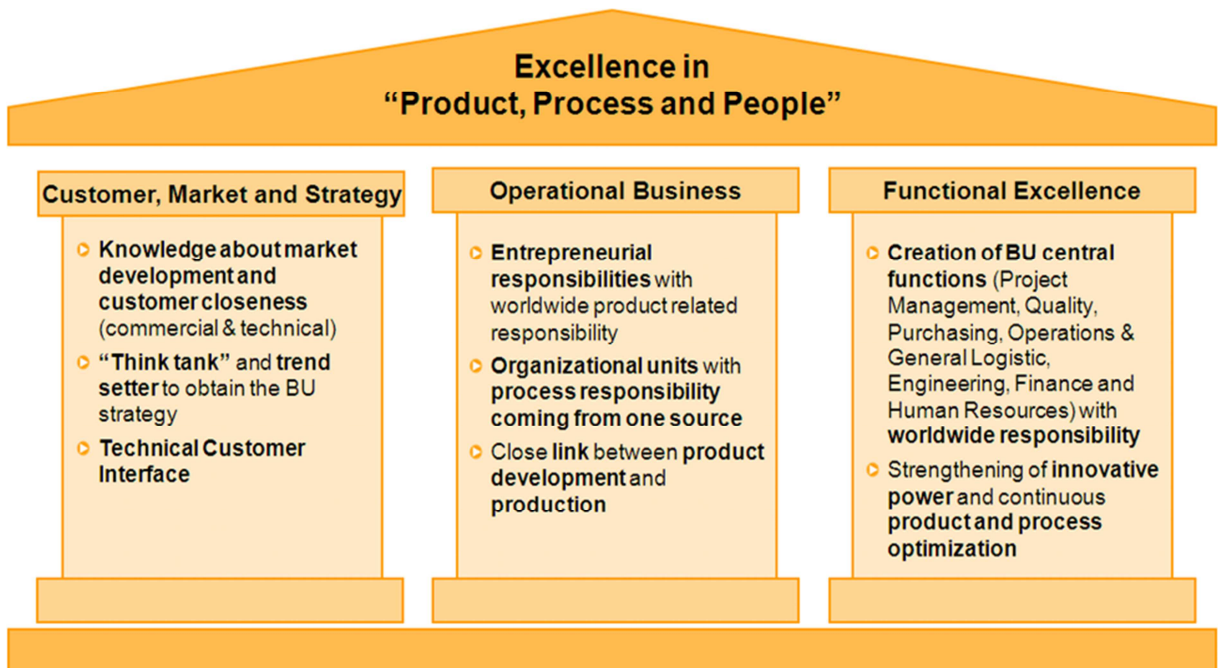 Excellence in
“Product, Process and People”
Customer, Market and Strategy
Knowledge about market
development and
customer closeness
(commercial & technical)
“Think tank” and trend
setter to obtain the BU
strategy
Technical Customer
Interface
Operational Business
Entrepreneurial
responsibilities with
worldwide product related
responsibility
Organizational units with
process responsibility
coming from one source
Close link between product
development and
production
Functional Excellence
Creation of BU central
functions (Project
Management, Quality,
Purchasing, Operations &
General Logistic,
Engineering, Finance and
Human Resources) with
worldwide responsibility
Strengthening of innovative
power and continuous
product and process
optimization